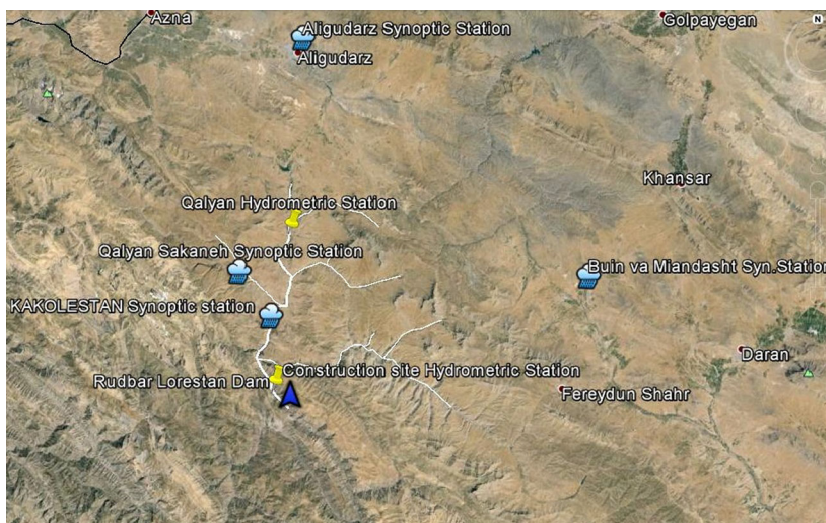 Azna
Aligudarz Synoptic Station
Aligudarz
Golpayegan
N
Khansar
Qalyan Hydrometric Station
Qalyan Sakaneh Synoptic Station
Buin va Miandasht Syn.Station
KAKOLESTAN Synoptic station
Daran
Construction site Hydrometric Station
Rudbar Lorestan Dam
Fereydun Shahr